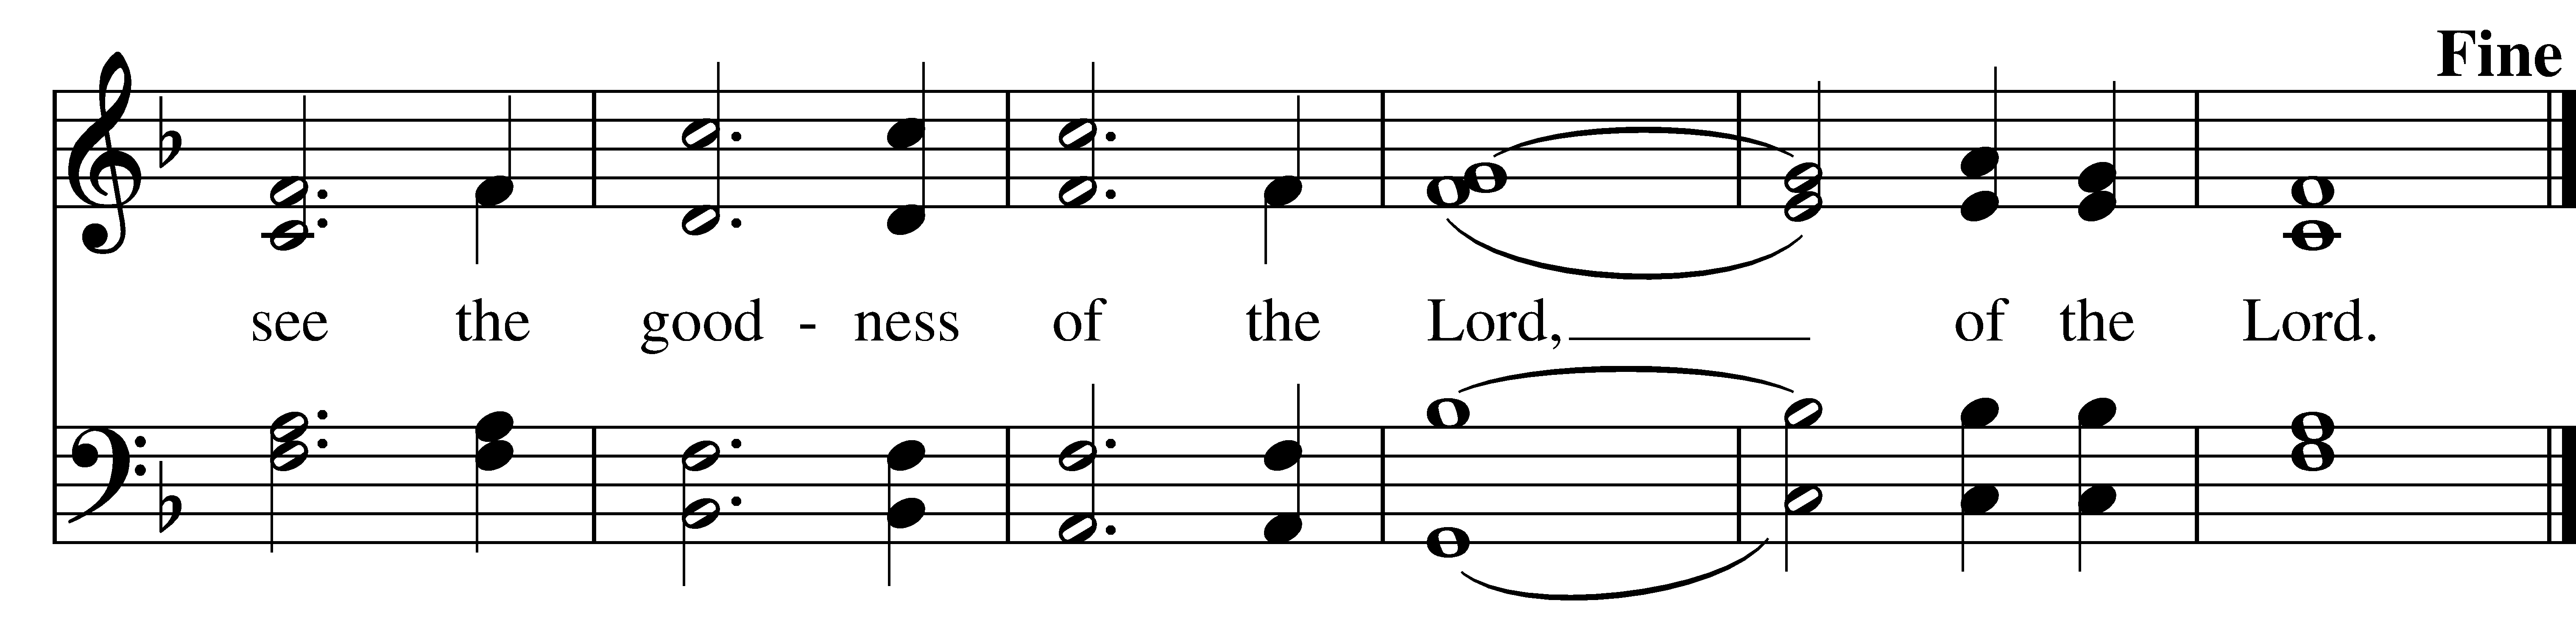 Fine
see the good - ness of the Lord, of the Lord.